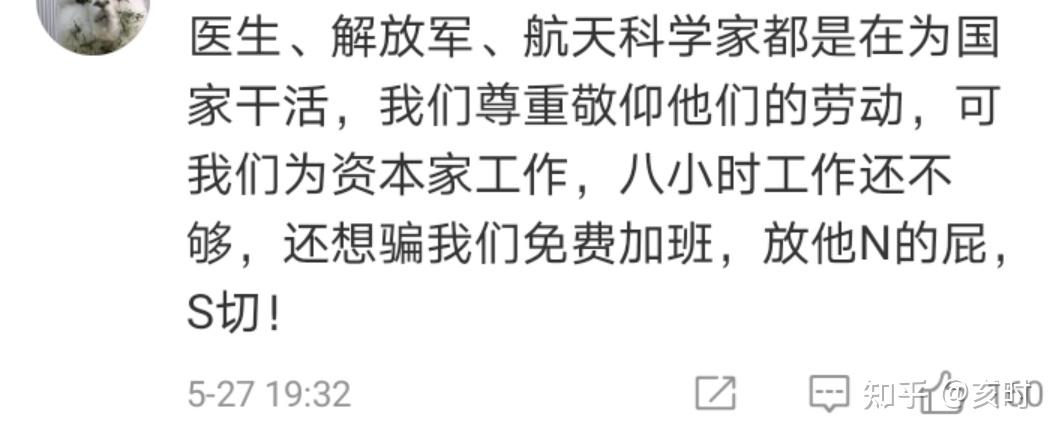 医生、解放军、航天科学家都是在为国
家干活，我们尊重敬仰他们的劳动，可
我们为资本家工作，八小时工作还不
够，还想骗我们免费加班，放他N的屁，
S切！
5-27 19:32
知乎 @亥时